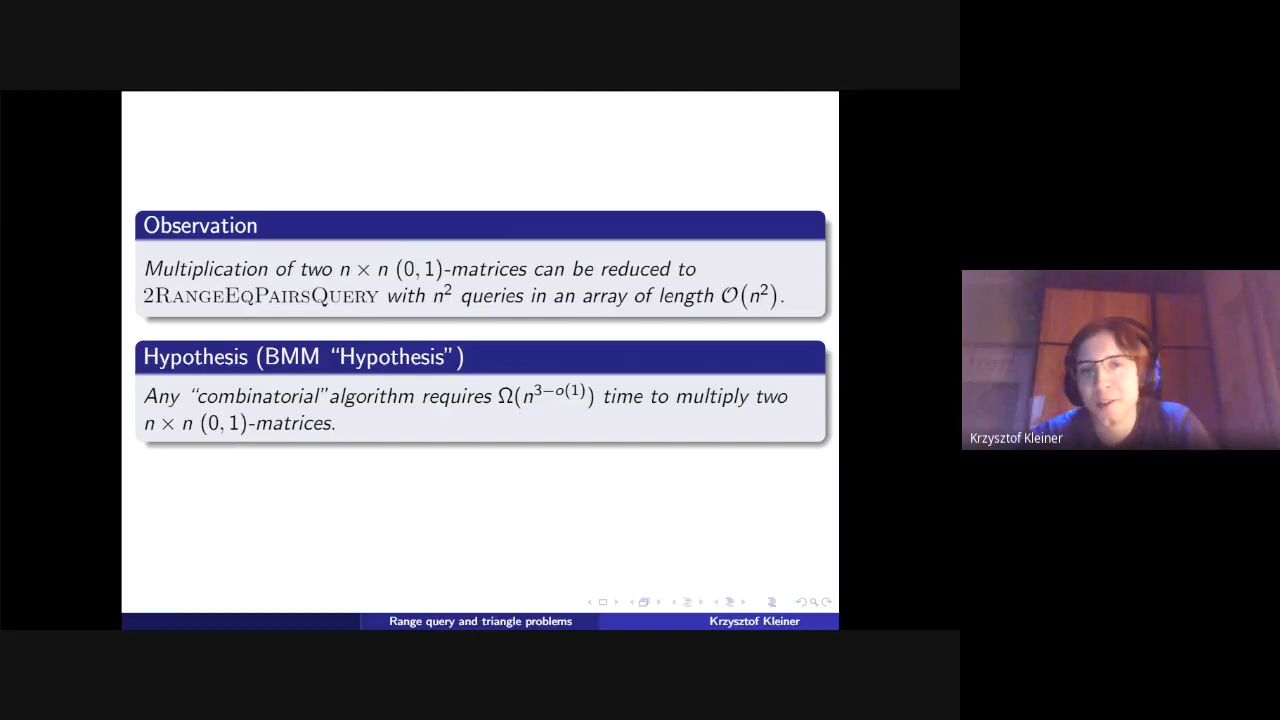 Observation
Multiplication of two n × n (0, 1)-matrices can be reduced to
2RangeEqPairsQuery with n² queries in an array of length O(n²).
Hypothesis (BMM “Hypothesis”)
Any “combinatorial”algorithm requires Ω(n^{3−o(1)}) time to multiply two
n × n (0, 1)-matrices.
Range query and triangle problems
Krzysztof Kleiner
Krzysztof Kleiner